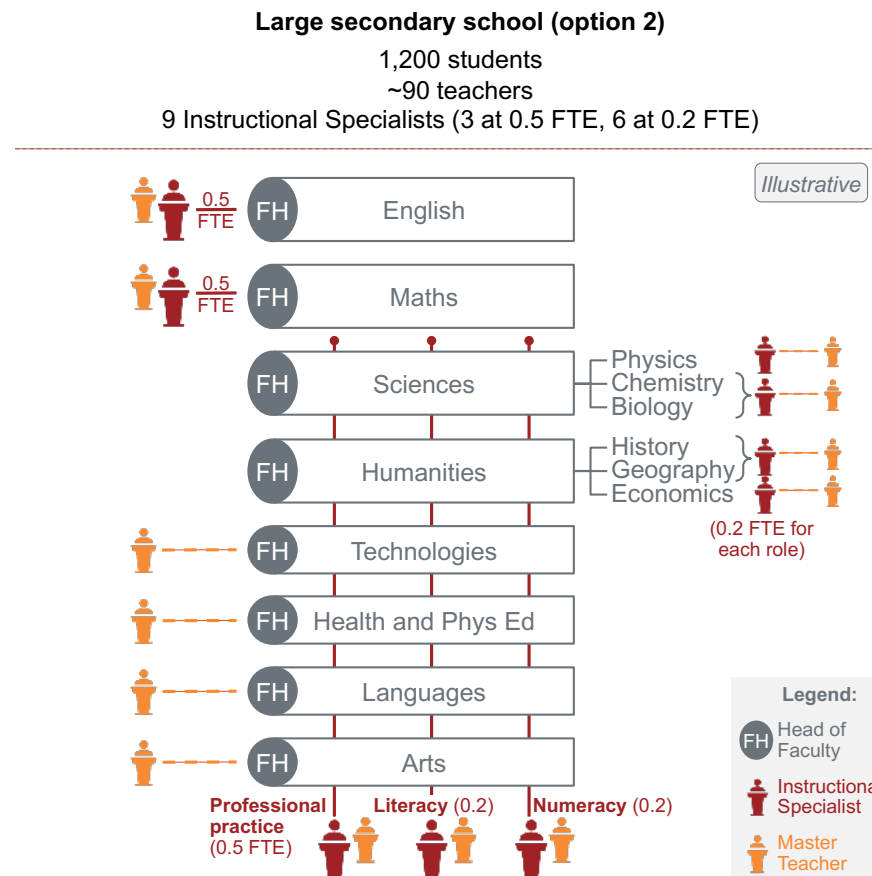 Large secondary school (option 2)
1,200 students
~90 teachers
9 Instructional Specialists (3 at 0.5 FTE, 6 at 0.2 FTE)
Illustrative
0.5
FTE
FH
English
0.5
FTE
FH
Maths
FH
Sciences
Physics
Chemistry
Biology
FH
Humanities
History
Geography
Economics
(0.2 FTE for
each role)
FH
Technologies
FH
Health and Phys Ed
FH
Languages
FH
Arts
Professional
practice
(0.5 FTE)
Literacy (0.2)
Numeracy (0.2)
Legend:
FH
Head of
Faculty
Instructiona
Specialist
Master
Teacher